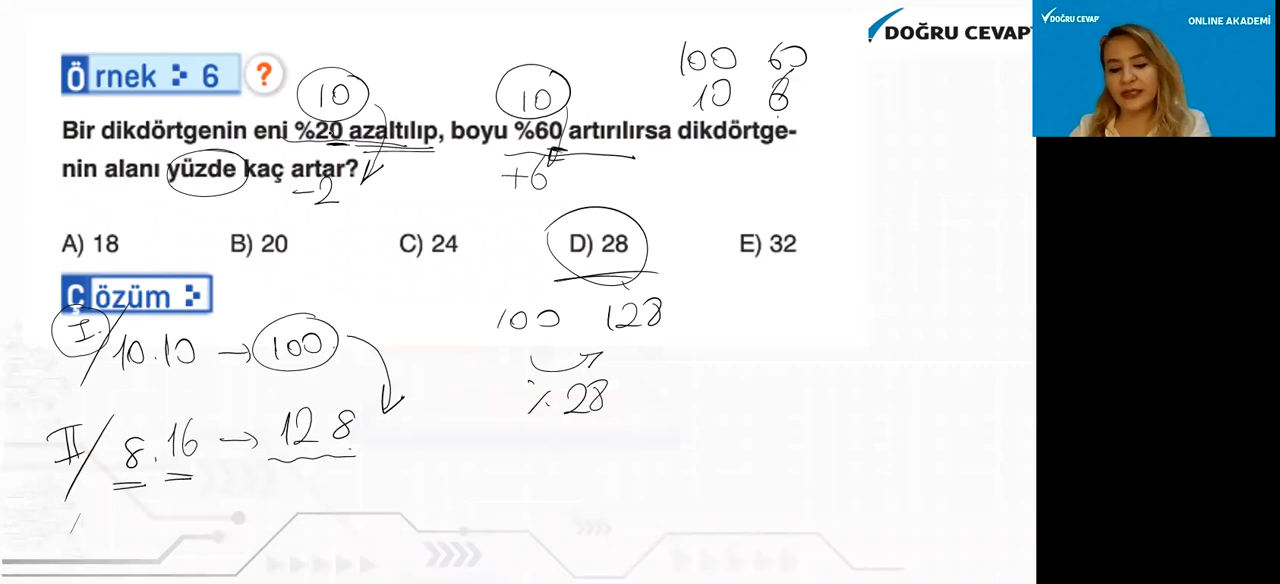 DOĞRU CEVAP
DOĞRU CEVAP
ONLINE AKADEMİ
Örnek 6 ?
10
10
100 60
10 6
Bir dikdörtgenin eni %20 azaltılıp, boyu %60 artırılırsa dikdörtge-
nin alanı yüzde kaç artar?
-2
+6
A) 18 B) 20 C) 24 D) 28 E) 32
Çözüm
I/ 10.10 → 100
II/ 8.16 → 128
100 128
% 28